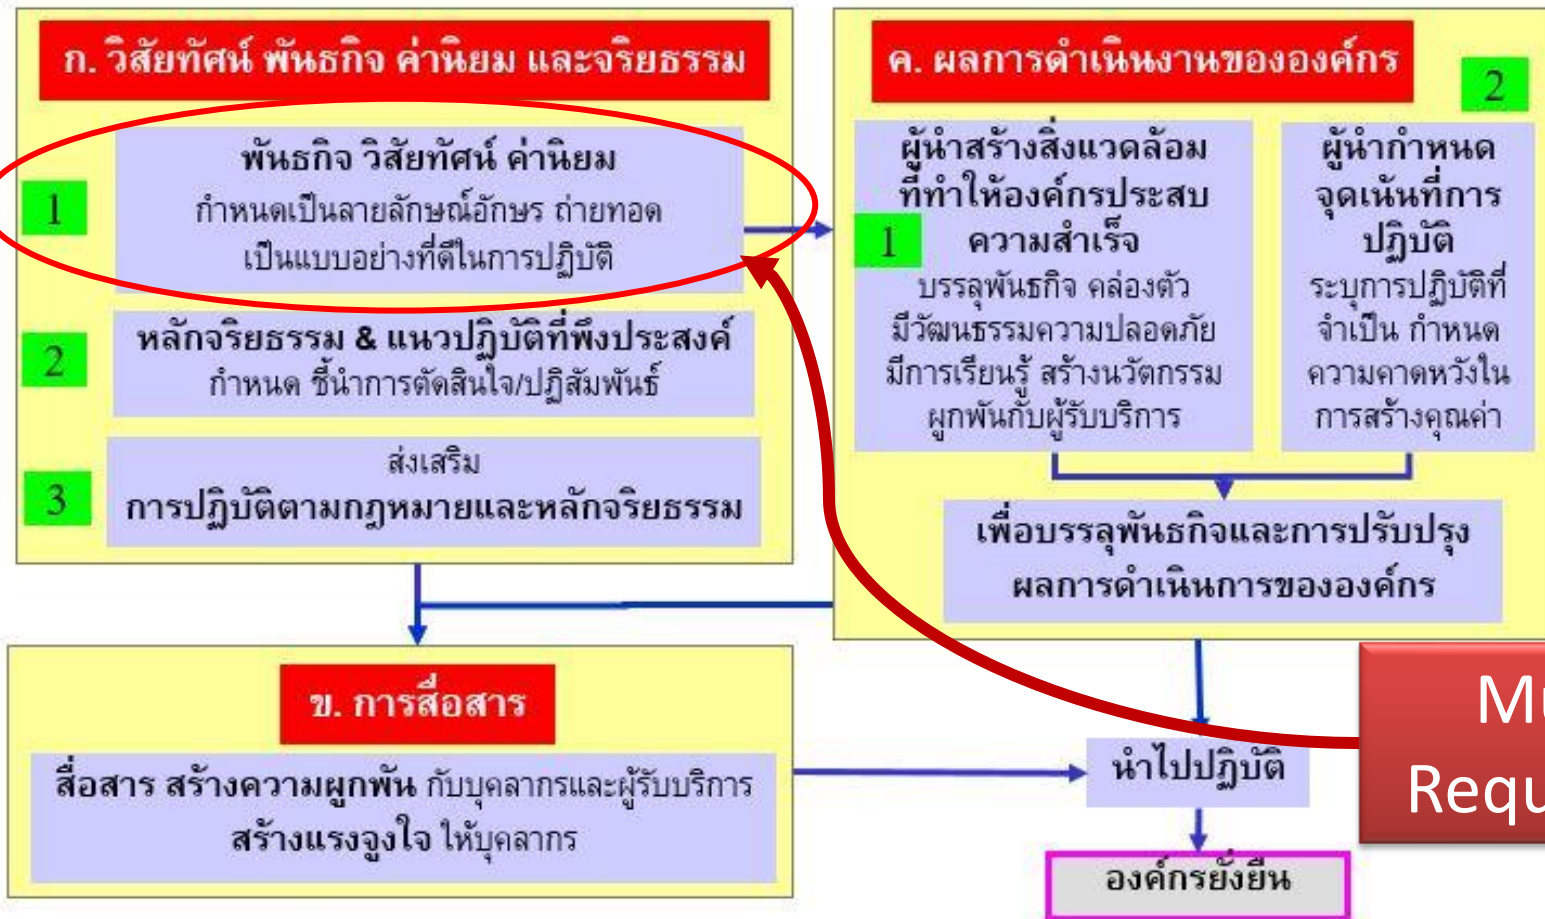 ก. วิสัยทัศน์ พันธกิจ ค่านิยม และจริยธรรม
1
พันธกิจ วิสัยทัศน์ ค่านิยม
กำหนดเป็นลายลักษณ์อักษร ถ่ายทอด
เป็นแบบอย่างที่ดีในการปฏิบัติ
2
หลักจริยธรรม & แนวปฏิบัติที่พึงประสงค์
กำหนด ชี้นำการตัดสินใจ/ปฏิสัมพันธ์
3
ส่งเสริม
การปฏิบัติตามกฎหมายและหลักจริยธรรม
ค. ผลการดำเนินงานขององค์กร
1
ผู้นำสร้างสิ่งแวดล้อม
ที่ทำให้องค์กรประสบ
ความสำเร็จ
บรรลุพันธกิจ คล่องตัว
มีวัฒนธรรมความปลอดภัย
มีการเรียนรู้ สร้างนวัตกรรม
ผูกพันกับผู้รับบริการ
2
ผู้นำกำหนด
จุดเน้นที่การ
ปฏิบัติ
ระบุการปฏิบัติที่
จำเป็น กำหนด
ความคาดหวังใน
การสร้างคุณค่า
เพื่อบรรลุพันธกิจและการปรับปรุง
ผลการดำเนินการขององค์กร
ข. การสื่อสาร
สื่อสาร สร้างความผูกพัน กับบุคลากรและผู้รับบริการ
สร้างแรงจูงใจ ให้บุคลากร
นำไปปฏิบัติ
องค์กรยั่งยืน